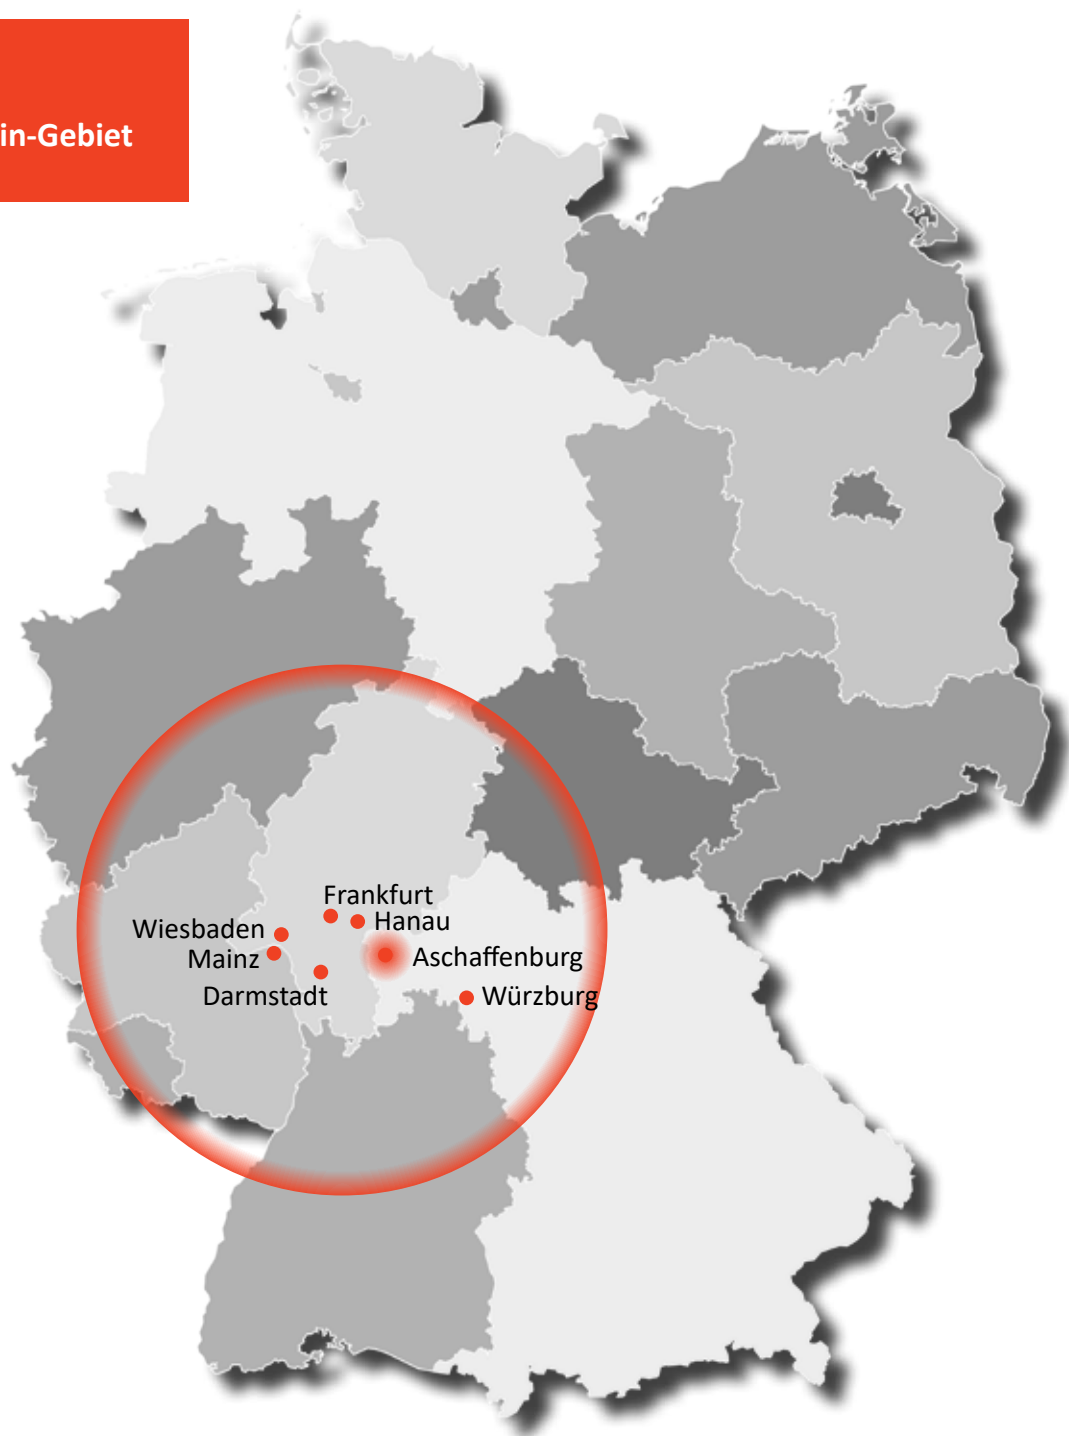 in-Gebiet
Frankfurt
Hanau
Wiesbaden
Mainz
Aschaffenburg
Darmstadt
Würzburg